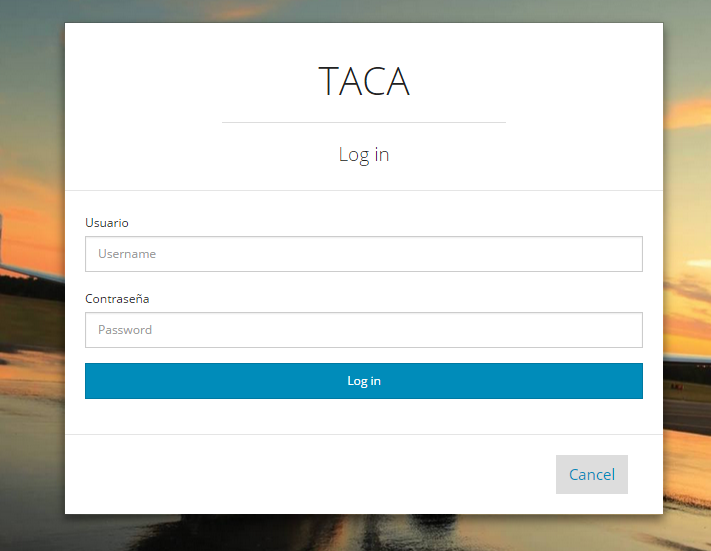 TACA
Log in
Usuario
Username
Contraseña
Password
Log in
Cancel